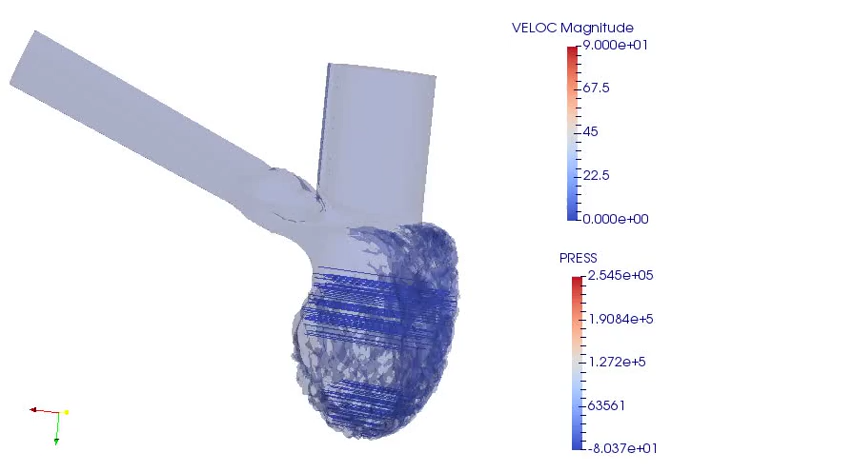 VELOC Magnitude
9.000e+01
67.5
45
22.5
0.000e+00
PRESS
2.545e+05
1.9084e+5
1.272e+5
63561
-8.037e+01